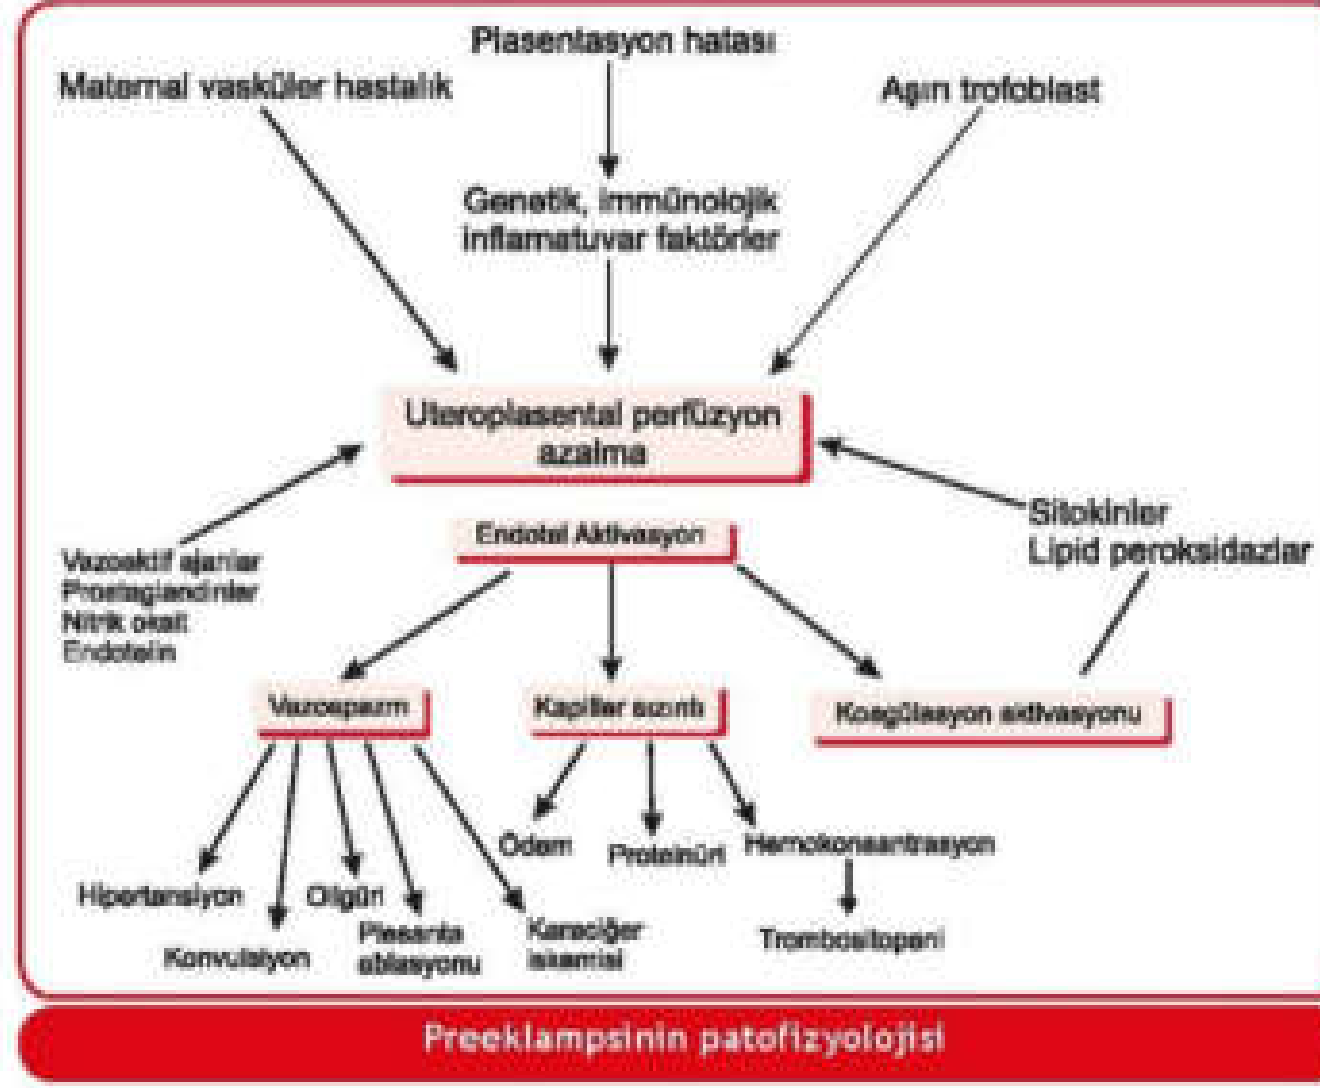 Plasentasyon hatası
Maternal vasküler hastalık
Aşırı trofoblast
Genetik, immünolojik
inflamatuvar faktörler
Uteroplasental perfüzyon
azalma
Endotel Aktivasyon
Sitokinler
Lipid peroksidazlar
Vazoaktif ajanlar
Prostaglandinler
Nitrik oksit
Endotelin
Vazospazm
Kapiller sızıntı
Koagülasyon aktivasyonu
Ödem
Proteinüri
Hemokonsantrasyon
Hipertansiyon
Oligüri
Trombositopeni
Konvulsiyon
Plasenta
ablasyonu
Karaciğer
iskemisi
Preeklampsinin patofizyolojisi